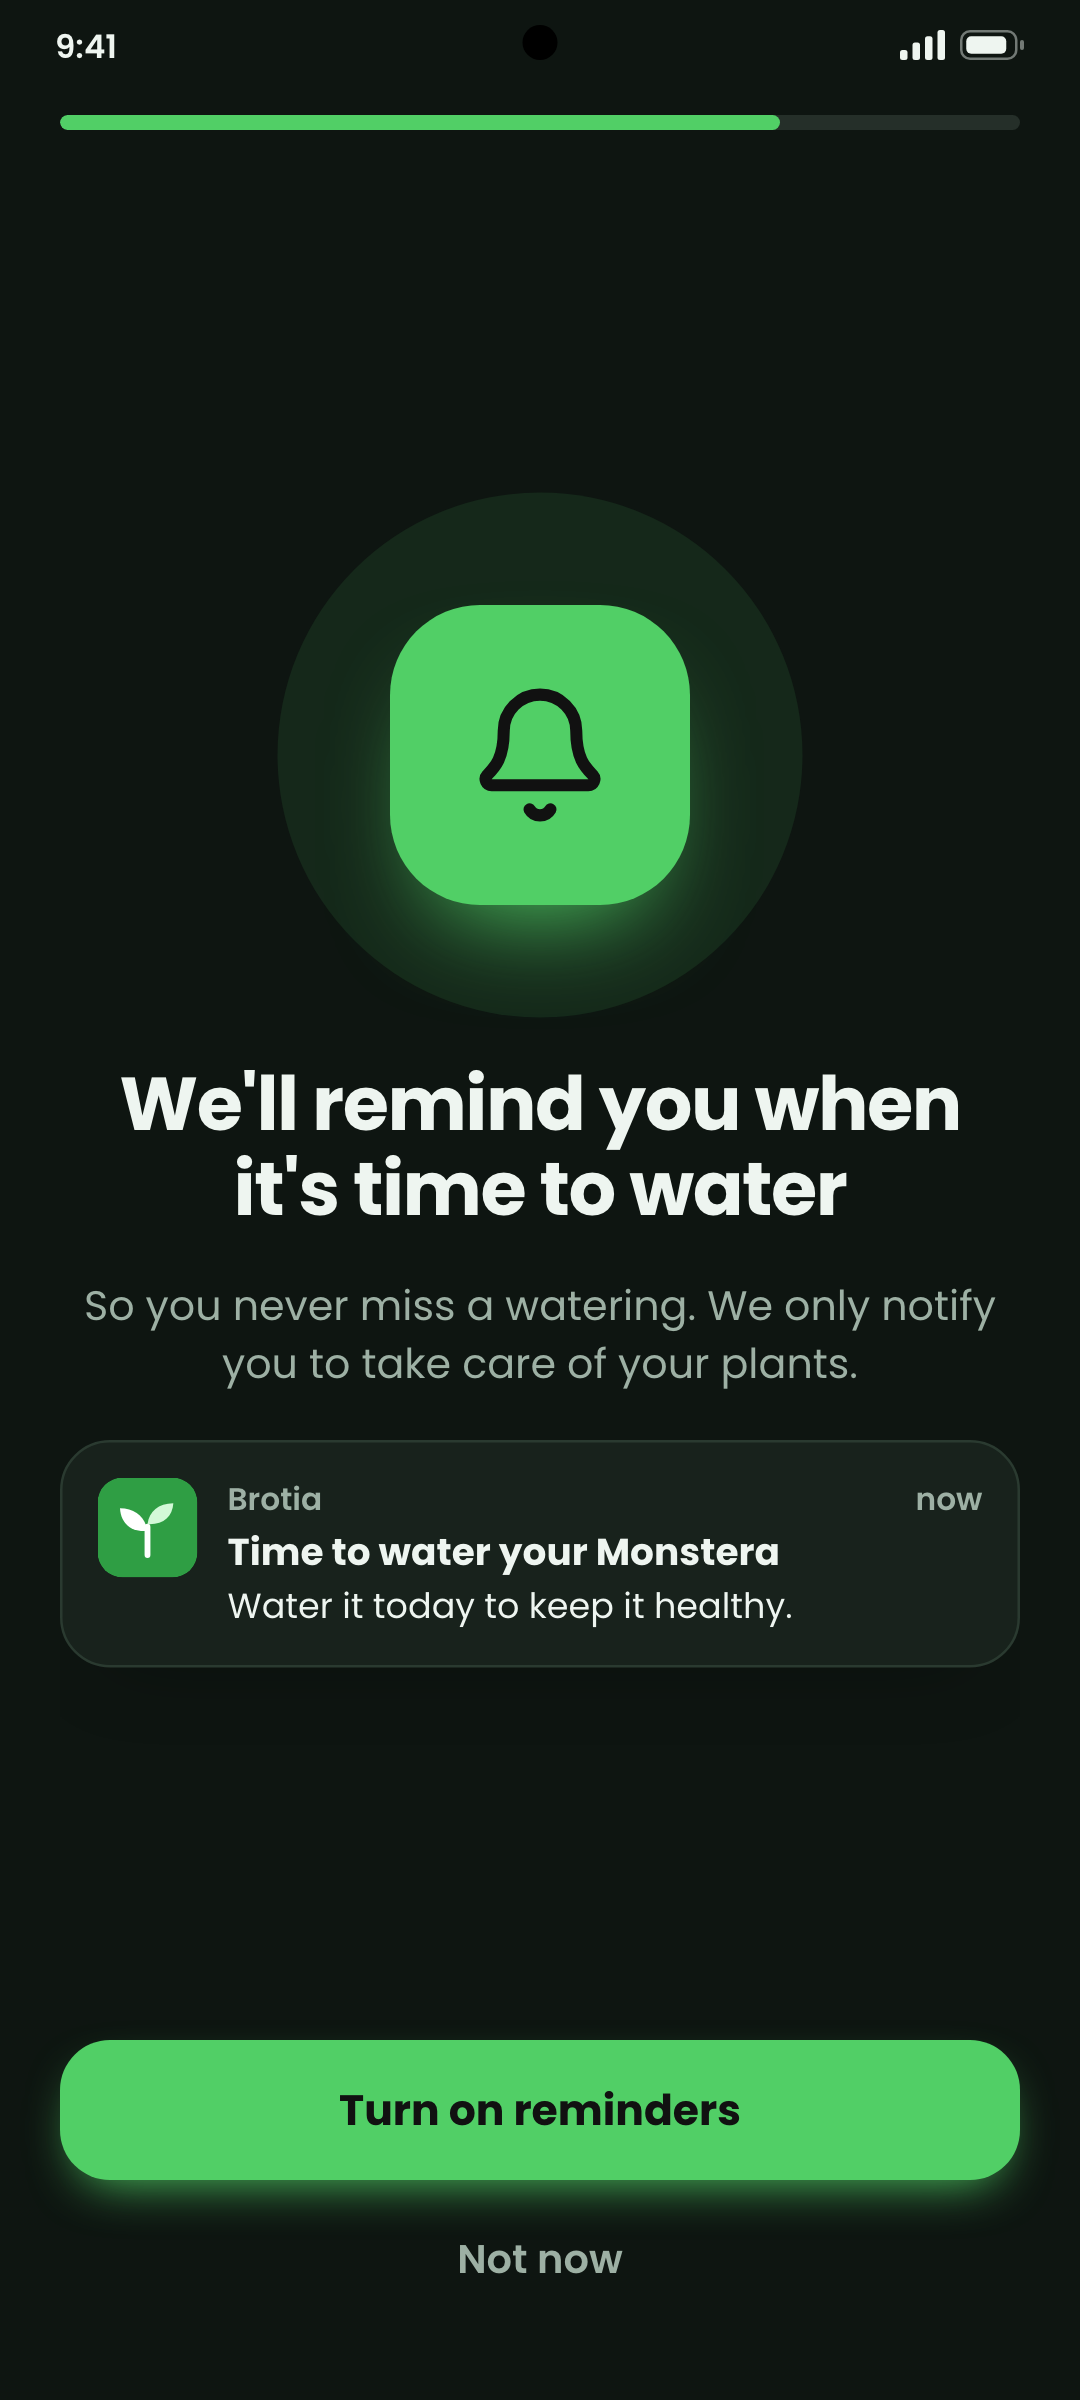 9:41
We'll remind you when
it's time to water
So you never miss a watering. We only notify
you to take care of your plants.
Brotia
now
Time to water your Monstera
Water it today to keep it healthy.
Turn on reminders
Not now